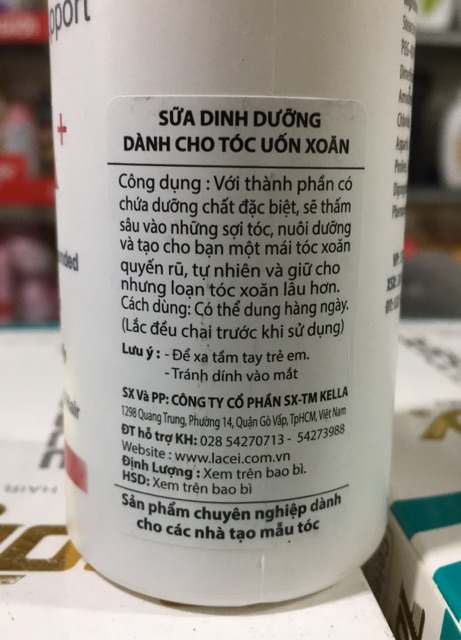 pport
+
SỮA DINH DƯỠNG
DÀNH CHO TÓC UỐN XOĂN
Công dụng : Với thành phần có
chứa dưỡng chất đặc biệt, sẽ thấm
sâu vào những sợi tóc, nuôi dưỡng
và tạo cho bạn một mái tóc xoăn
quyến rũ, tự nhiên và giữ cho
nhưng loạn tóc xoăn lâu hơn.
Cách dùng: Có thể dung hàng ngày.
(Lắc đều chai trước khi sử dụng)
Lưu ý : - Để xa tầm tay trẻ em.
- Tránh dính vào mắt
SX Và PP: CÔNG TY CỔ PHẦN SX-TM KELLA
1298 Quang Trung, Phường 14, Quận Gò Vấp, TpHCM, Việt Nam
ĐT hỗ trợ KH: 028 54270713 - 54273988
Website : www.lacei.com.vn
Định Lượng : Xem trên bao bì.
HSD: Xem trên bao bì
Sản phẩm chuyên nghiệp dành
cho các nhà tạo mẫu tóc